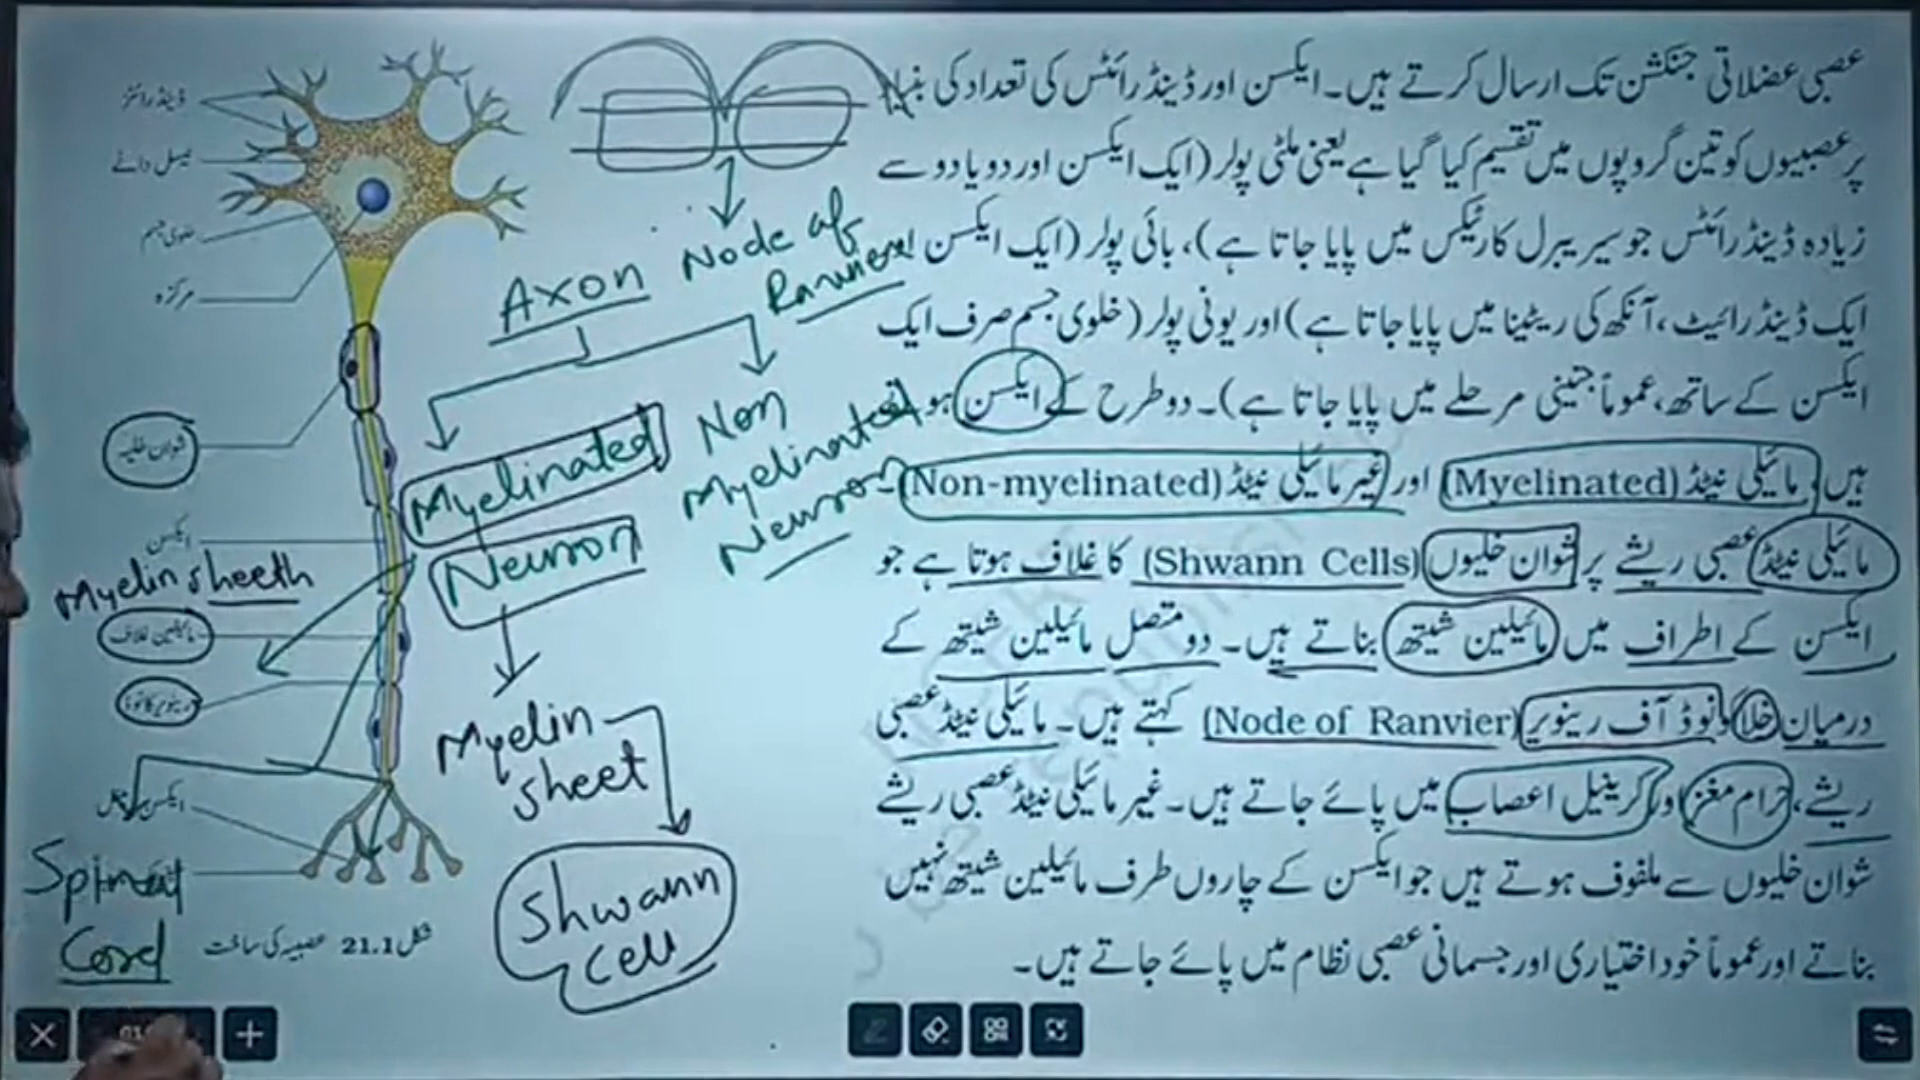 عصبی عضلاتی جنکشن تک ارسال کرتے ہیں۔ ایکسن اور ڈینڈرائٹس کی تعداد کی بنیاد
پر عصبیوں کو تین گروپوں میں تقسیم کیا گیا ہے یعنی ملٹی پولر (ایک ایکسن اور دو یا دو سے
زیادہ ڈینڈرائٹس جو سیریبرل کارٹیکس میں پایا جاتا ہے)، بائی پولر (ایک ایکسن
ایک ڈینڈرائیٹ، آنکھ کی ریٹینا میں پایا جاتا ہے) اور یونی پولر (خلوی جسم صرف ایک
ایکسن کے ساتھ، عموماً جنینی مرحلے میں پایا جاتا ہے)۔ دو طرح کے ایکسن ہو
ہیں، مائیلی نیٹڈ (Myelinated) اور غیر مائیلی نیٹڈ (Non-myelinated)۔
مائیلی نیٹڈ عصبی ریشے پر شوان خلیوں (Shwann Cells) کا غلاف ہوتا ہے جو
ایکسن کے اطراف میں مائیلین شیتھ بناتے ہیں۔ دو متصل مائیلین شیتھ کے
درمیان خلا کو نوڈ آف رینویر (Node of Ranvier) کہتے ہیں۔ مائیلی نیٹڈ عصبی
ریشے، حرام مغز اور کرینیل اعصاب میں پائے جاتے ہیں۔ غیر مائیلی نیٹڈ عصبی ریشے
شوان خلیوں سے ملفوف ہوتے ہیں جو ایکسن کے چاروں طرف مائیلین شیتھ نہیں
بناتے اور عموماً خود اختیاری اور جسمانی عصبی نظام میں پائے جاتے ہیں۔
ڈینڈرائٹز
نیسل دانے
خلوی جسم
مرکزہ
شوان خلیہ
ایکسن
Myelin sheeth
مائیلین غلاف
رینویر کا نوڈ
Spinal
Cord
شکل 21.1 عصبیہ کی ساخت
Node of
Ranviere
Axon
Myelinated
Neuron
Non
Myelinated
Neuron
Myelin
sheet
Shwann
Cell